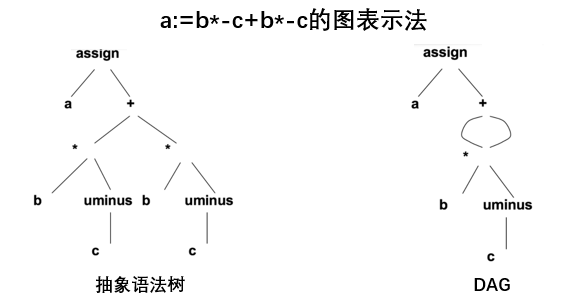 a:=b*-c+b*-c的图表示法
assign assign
a + a +
* * *
b uminus b uminus b uminus
c c c
抽象语法树 DAG